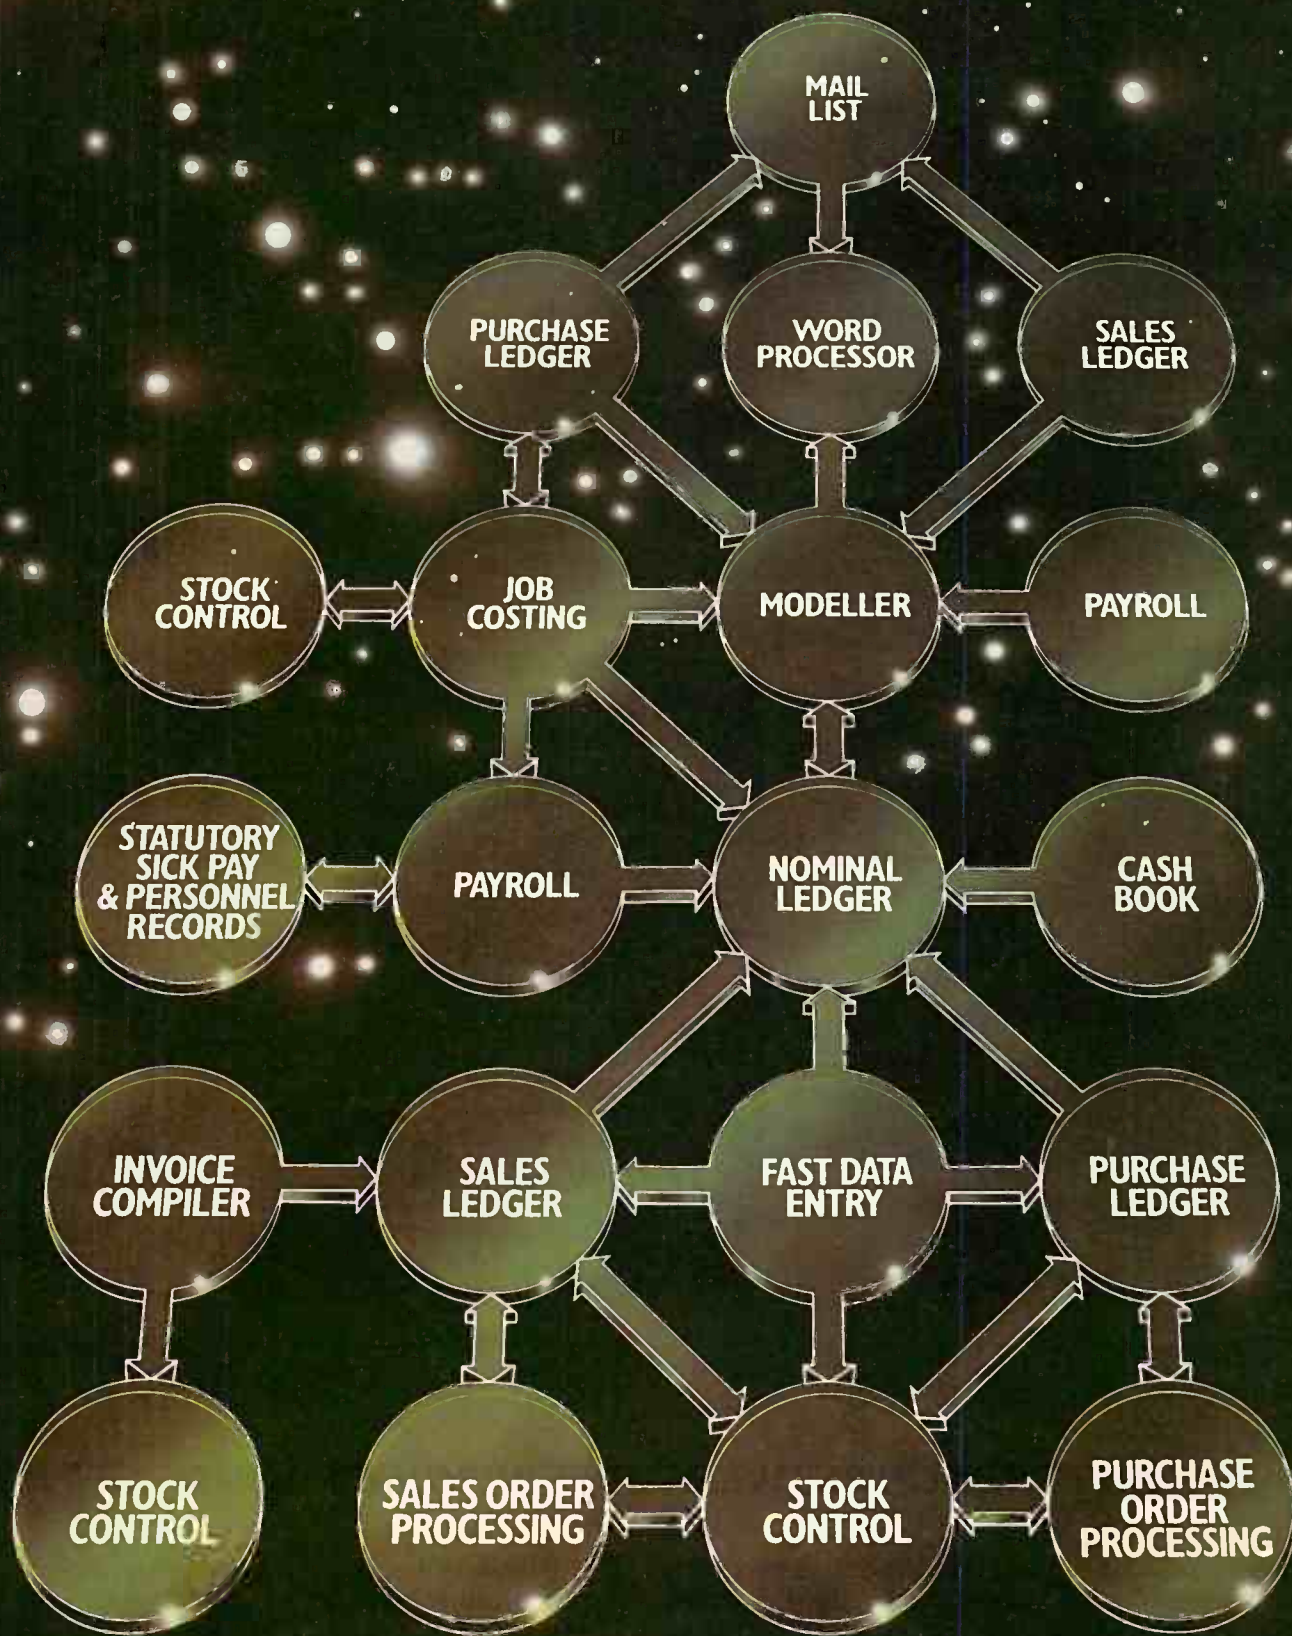 MAIL
LIST
PURCHASE
LEDGER
WORD
PROCESSOR
SALES
LEDGER
STOCK
CONTROL
JOB
COSTING
MODELLER
PAYROLL
STATUTORY
SICK PAY
& PERSONNEL
RECORDS
PAYROLL
NOMINAL
LEDGER
CASH
BOOK
INVOICE
COMPILER
SALES
LEDGER
FAST DATA
ENTRY
PURCHASE
LEDGER
STOCK
CONTROL
SALES ORDER
PROCESSING
STOCK
CONTROL
PURCHASE
ORDER
PROCESSING